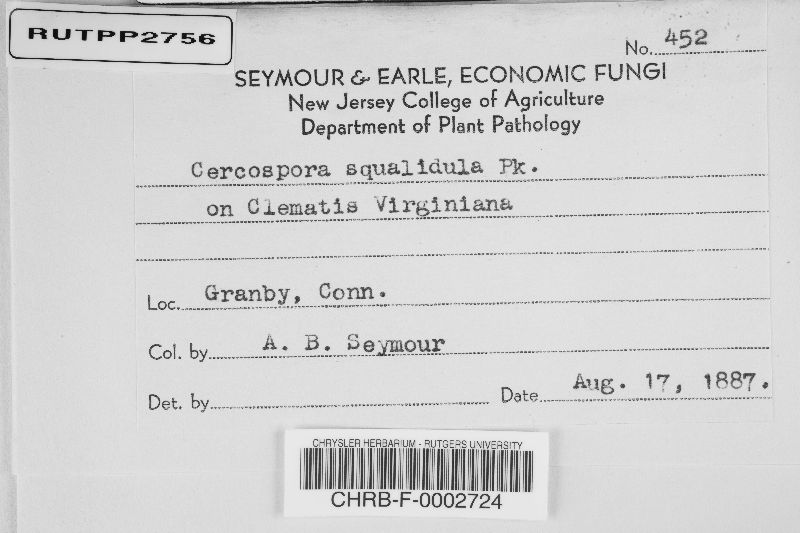 RUTPP2756
No. 452
SEYMOUR & EARLE, ECONOMIC FUNGI
New Jersey College of Agriculture
Department of Plant Pathology
Cercospora squalidula Pk.
on Clematis Virginiana
Loc. Granby, Conn.
Col. by A. B. Seymour
Det. by Date Aug. 17, 1887.
CHRYSLER HERBARIUM - RUTGERS UNIVERSITY
CHRB-F-0002724